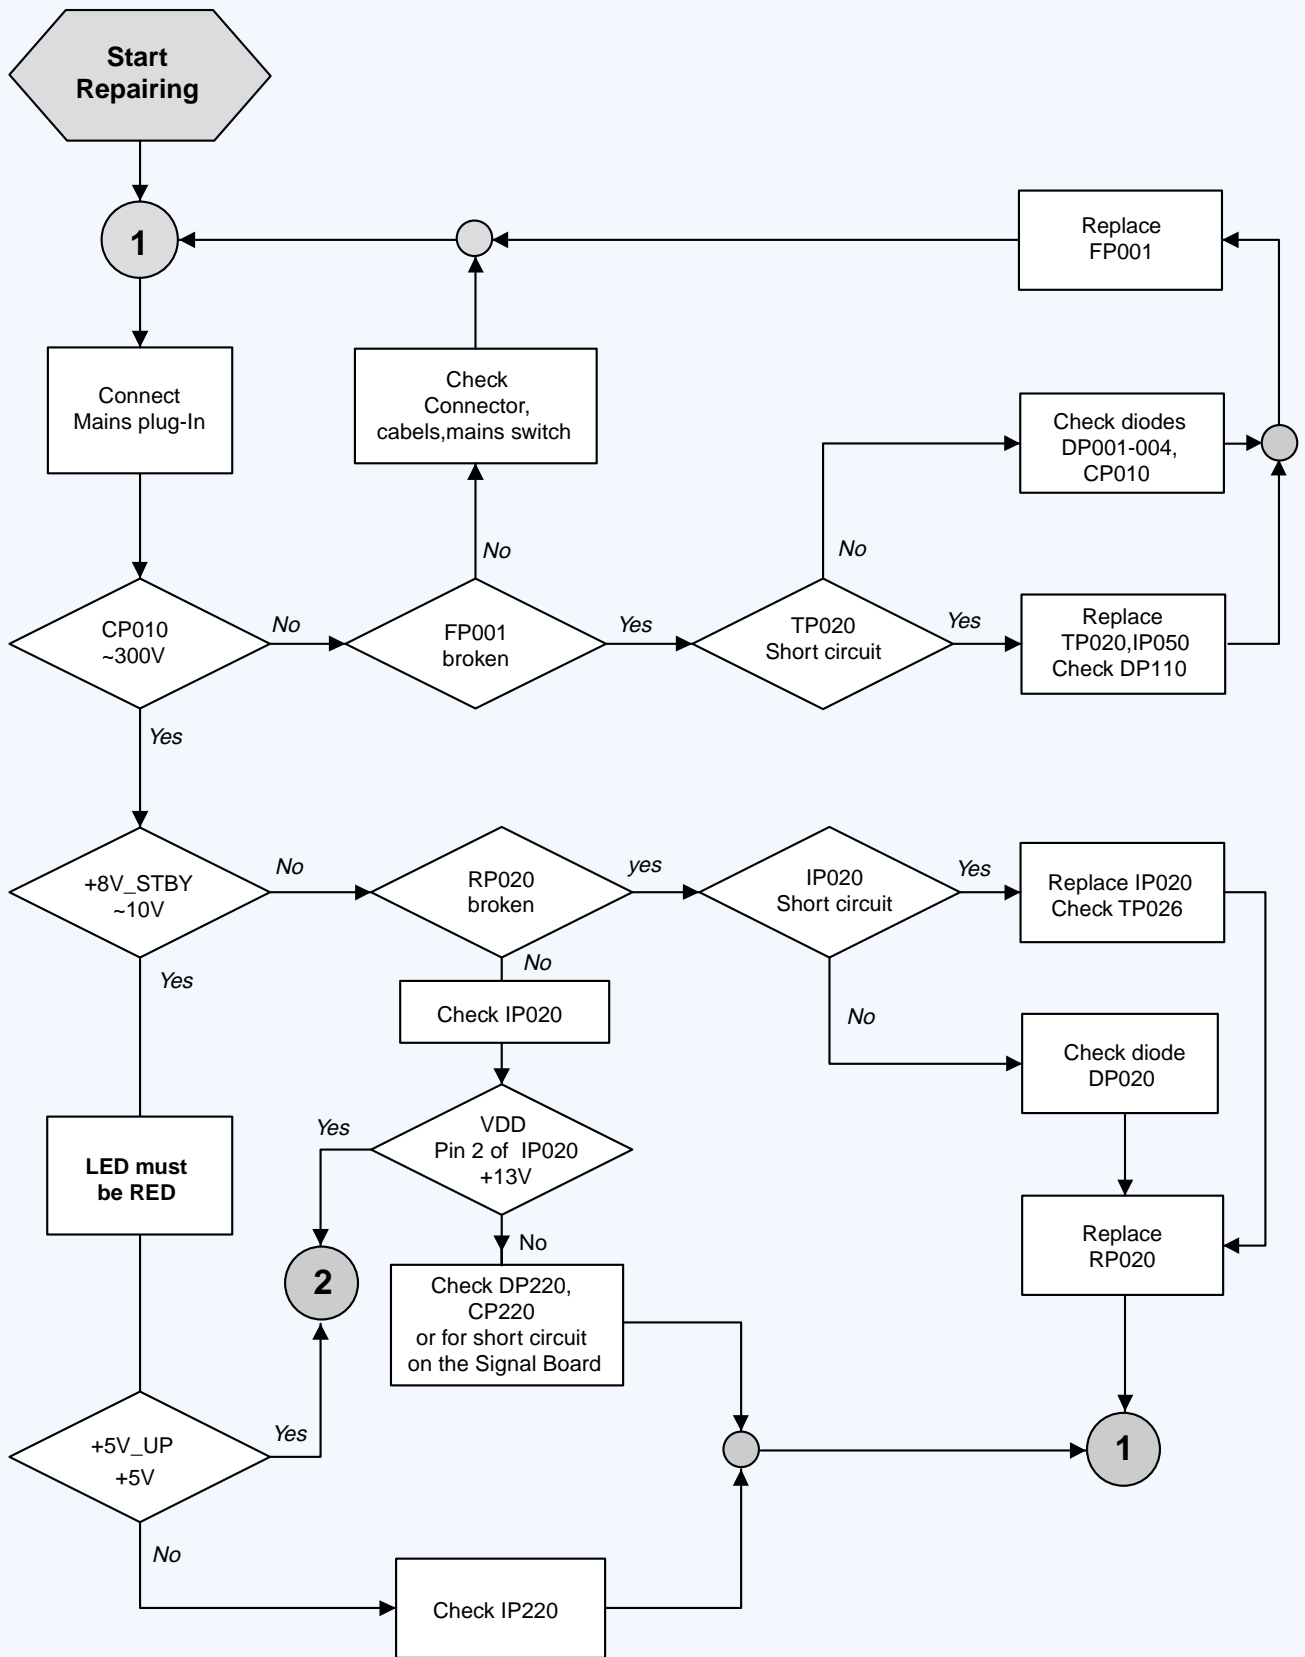 Start
Repairing
1
Replace
FP001
Connect
Mains plug-In
Check
Connector,
cabels,mains switch
Check diodes
DP001-004,
CP010
No
No
CP010
~300V
No
FP001
broken
Yes
TP020
Short circuit
Yes
Replace
TP020,IP050
Check DP110
Yes
+8V_STBY
~10V
No
RP020
broken
yes
IP020
Short circuit
Yes
Replace IP020
Check TP026
Yes
No
Check IP020
No
Check diode
DP020
VDD
Pin 2 of IP020
+13V
Yes
LED must
be RED
No
2
Check DP220,
CP220
or for short circuit
on the Signal Board
Replace
RP020
+5V_UP
+5V
Yes
1
No
Check IP220